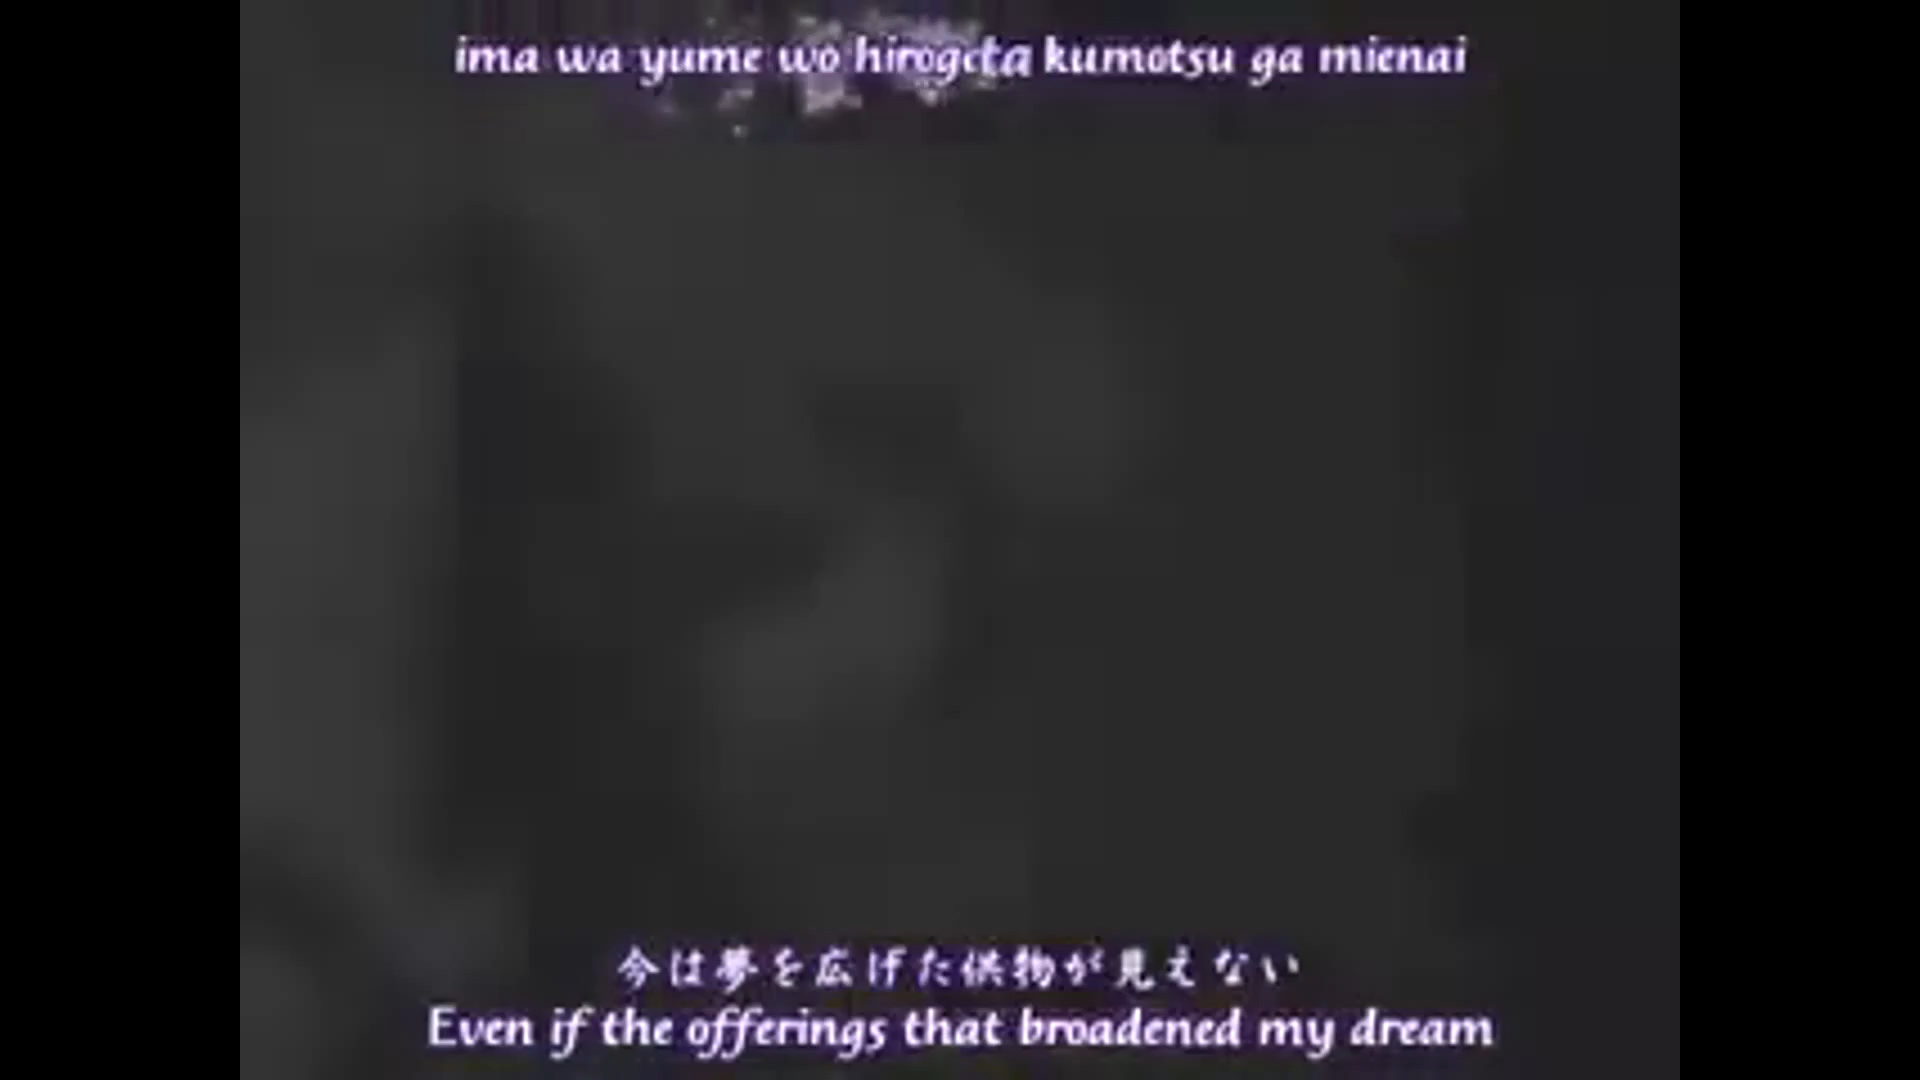 ima wa yume wo hirogeta kumotsu ga mienai
今は夢を広げた供物が見えない
Even if the offerings that broadened my dream